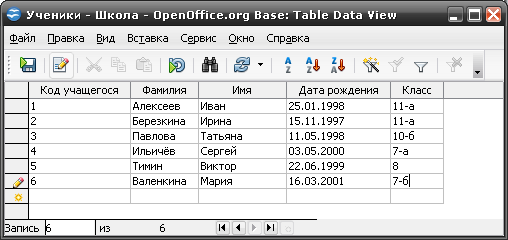 Ученики - Школа - OpenOffice.org Base: Table Data View
Файл Правка Вид Вставка Сервис Окно Справка
Код учащегося Фамилия Имя Дата рождения Класс
1 Алексеев Иван 25.01.1998 11-а
2 Березкина Ирина 15.11.1997 11-а
3 Павлова Татьяна 11.05.1998 10-б
4 Ильичёв Сергей 03.05.2000 7-а
5 Тимин Виктор 22.06.1999 8
6 Валенкина Мария 16.03.2001 7-б
Запись 6 из 6